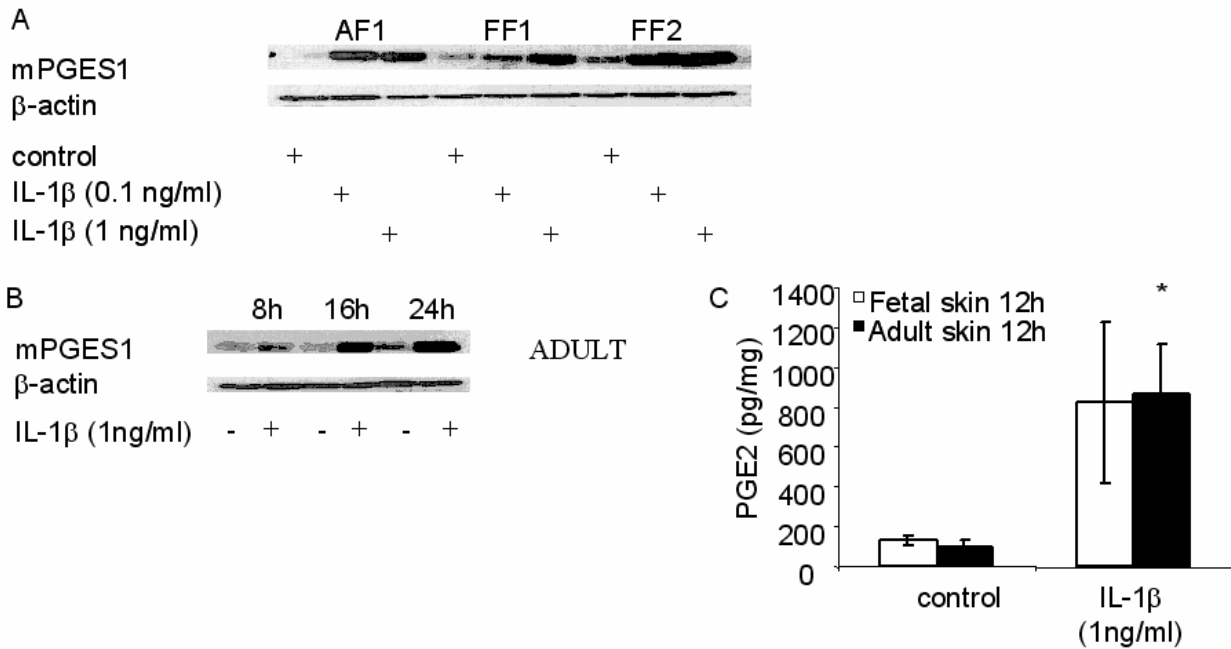 A
AF1 FF1 FF2
mPGES1
β-actin
control + + +
IL-1β (0.1 ng/ml) + + +
IL-1β (1 ng/ml) + + +
B
8h 16h 24h
mPGES1
β-actin
ADULT
IL-1β (1ng/ml) - + - + - +
C
PGE2 (pg/mg)
1400
1200
1000
800
600
400
200
0
Fetal skin 12h
Adult skin 12h
*
control IL-1β
(1ng/ml)